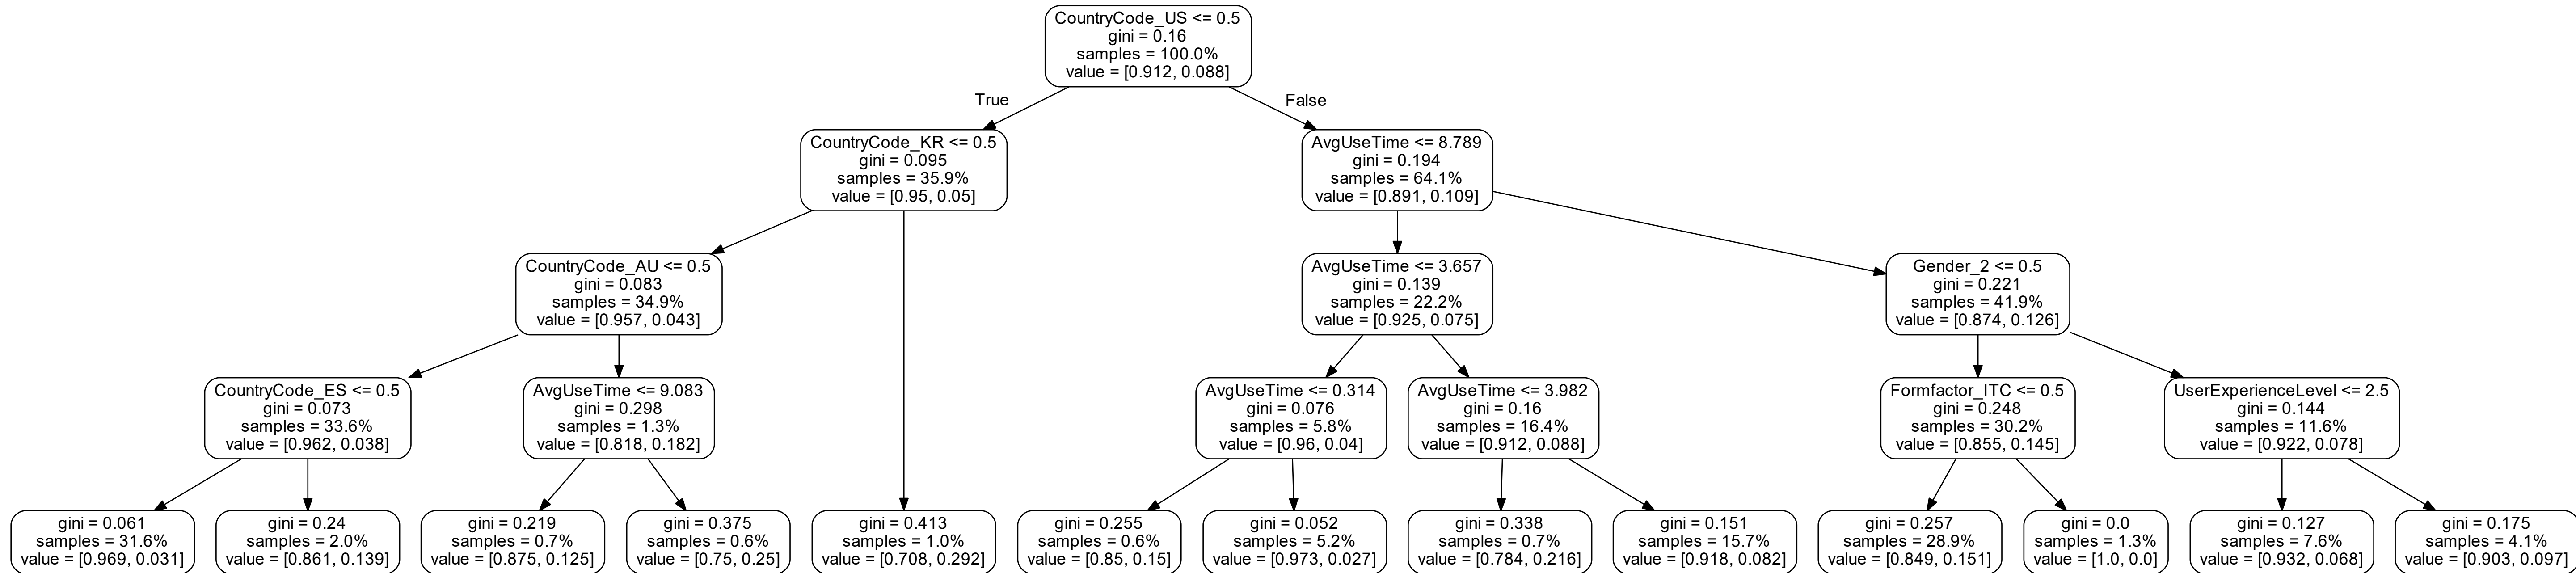 CountryCode_US <= 0.5
gini = 0.16
samples = 100.0%
value = [0.912, 0.088]
True
False
CountryCode_KR <= 0.5
gini = 0.095
samples = 35.9%
value = [0.95, 0.05]
AvgUseTime <= 8.789
gini = 0.194
samples = 64.1%
value = [0.891, 0.109]
CountryCode_AU <= 0.5
gini = 0.083
samples = 34.9%
value = [0.957, 0.043]
AvgUseTime <= 3.657
gini = 0.139
samples = 22.2%
value = [0.925, 0.075]
Gender_2 <= 0.5
gini = 0.221
samples = 41.9%
value = [0.874, 0.126]
CountryCode_ES <= 0.5
gini = 0.073
samples = 33.6%
value = [0.962, 0.038]
AvgUseTime <= 9.083
gini = 0.298
samples = 1.3%
value = [0.818, 0.182]
AvgUseTime <= 0.314
gini = 0.076
samples = 5.8%
value = [0.96, 0.04]
AvgUseTime <= 3.982
gini = 0.16
samples = 16.4%
value = [0.912, 0.088]
Formfactor_ITC <= 0.5
gini = 0.248
samples = 30.2%
value = [0.855, 0.145]
UserExperienceLevel <= 2.5
gini = 0.144
samples = 11.6%
value = [0.922, 0.078]
gini = 0.061
samples = 31.6%
value = [0.969, 0.031]
gini = 0.24
samples = 2.0%
value = [0.861, 0.139]
gini = 0.219
samples = 0.7%
value = [0.875, 0.125]
gini = 0.375
samples = 0.6%
value = [0.75, 0.25]
gini = 0.413
samples = 1.0%
value = [0.708, 0.292]
gini = 0.255
samples = 0.6%
value = [0.85, 0.15]
gini = 0.052
samples = 5.2%
value = [0.973, 0.027]
gini = 0.338
samples = 0.7%
value = [0.784, 0.216]
gini = 0.151
samples = 15.7%
value = [0.918, 0.082]
gini = 0.257
samples = 28.9%
value = [0.849, 0.151]
gini = 0.0
samples = 1.3%
value = [1.0, 0.0]
gini = 0.127
samples = 7.6%
value = [0.932, 0.068]
gini = 0.175
samples = 4.1%
value = [0.903, 0.097]